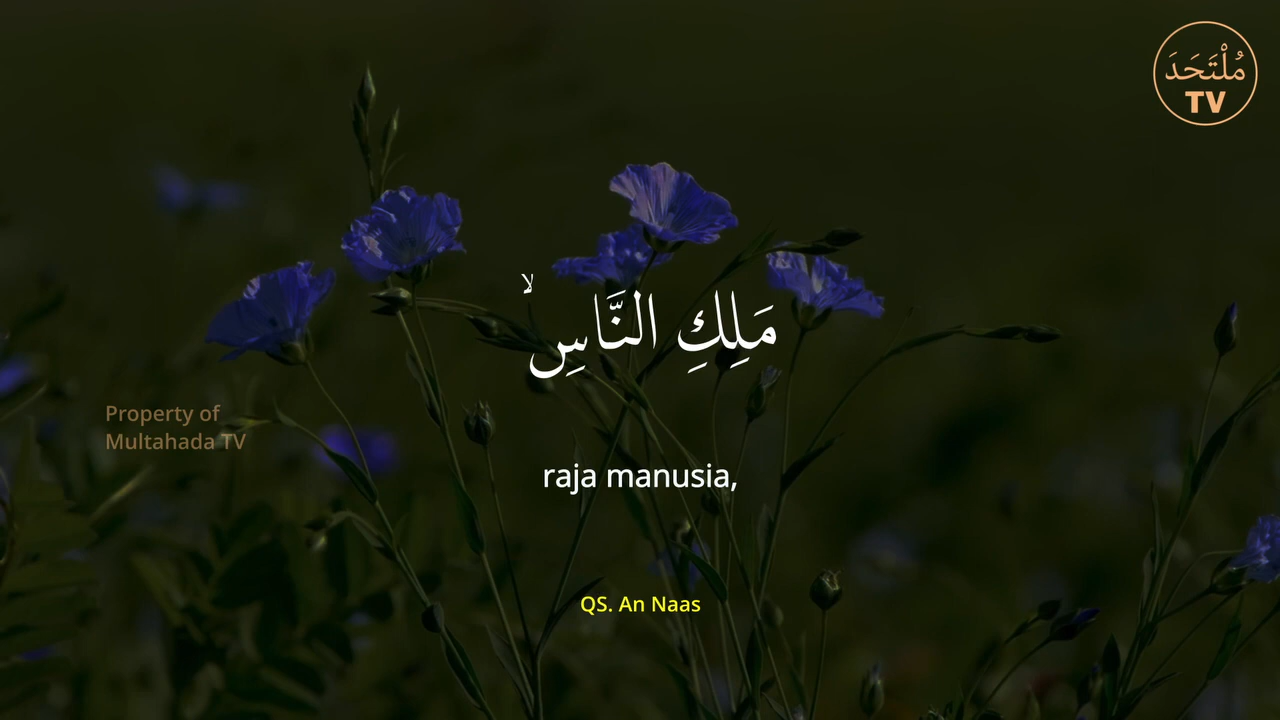 مُلْتَحَدَ
TV
مَلِكِ النَّاسِۙ
Property of
Multahada TV
raja manusia,
QS. An Naas